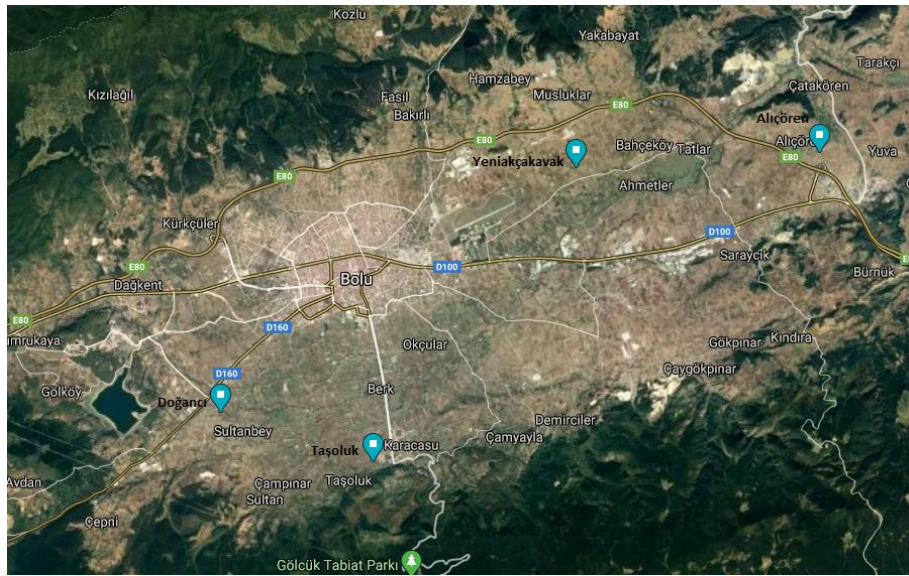 Kozlu
Yakabayat
Tarakçı
Hamzabey
Kızılağıl
Fasıl
Musluklar
Çatakören
Bakırlı
E80
E80
Alıçören
Alıçören
Bahçeköy
Tatlar
Yeniakçakavak
E80
Yuva
E80
Ahmetler
Kürkçüler
D100
Saraycık
E80
Bolu
D100
E80
Bürnük
Dağkent
E80
D160
Kındıra
Okçular
Gökpınar
Çaygökpınar
D160
Gölköy
Berk
Doğancı
Demirciler
Sultanbey
Çamyayla
Karacasu
Taşoluk
Avdan
Çampınar
Taşoluk
Sultan
Çepni
Gölcük Tabiat Parkı